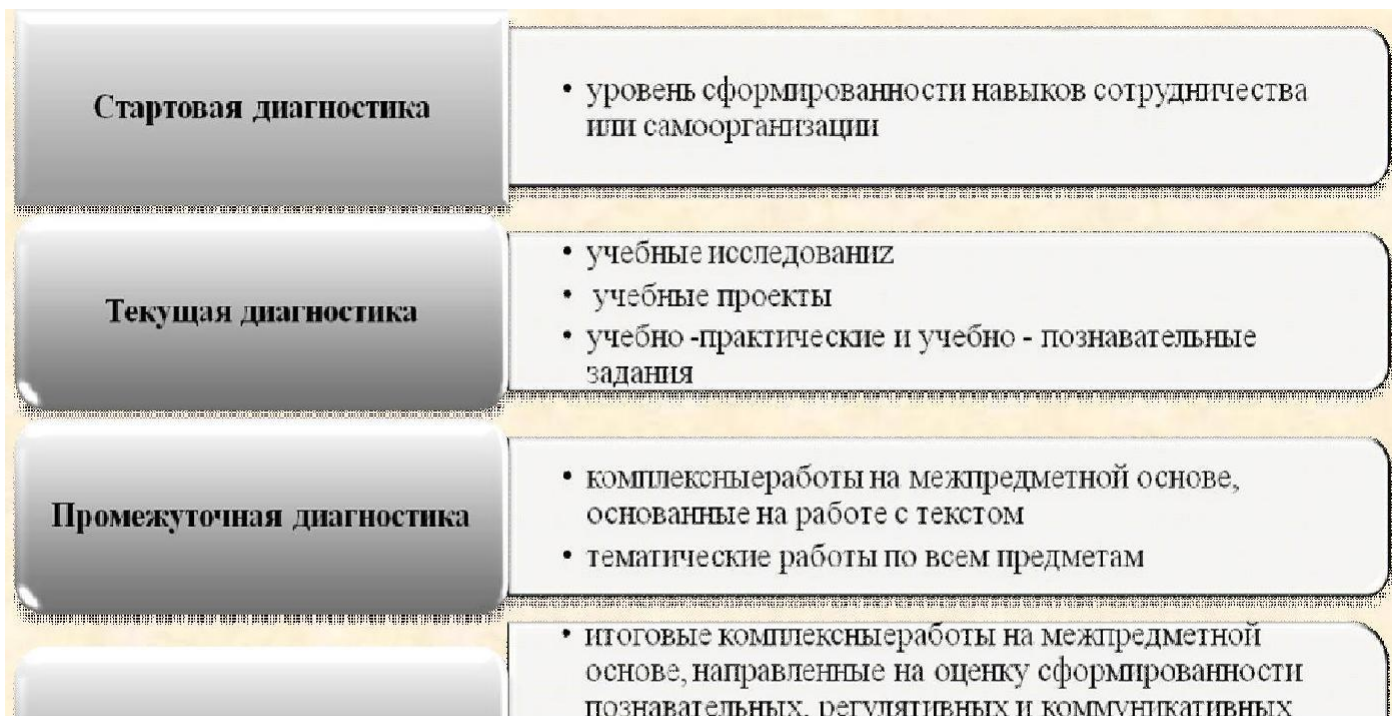 Стартовая диагностика
• уровень сформированности навыков сотрудничества
или самоорганизации
Текущая диагностика
• учебные исследованиz
• учебные проекты
• учебно -практические и учебно - познавательные
задания
Промежуточная диагностика
• комплексныеработы на межпредметной основе,
основанные на работе с текстом
• тематические работы по всем предметам
• итоговые комплексныеработы на межпредметной
основе, направленные на оценку сформированности
познавательных, регулятивных и коммуникативных